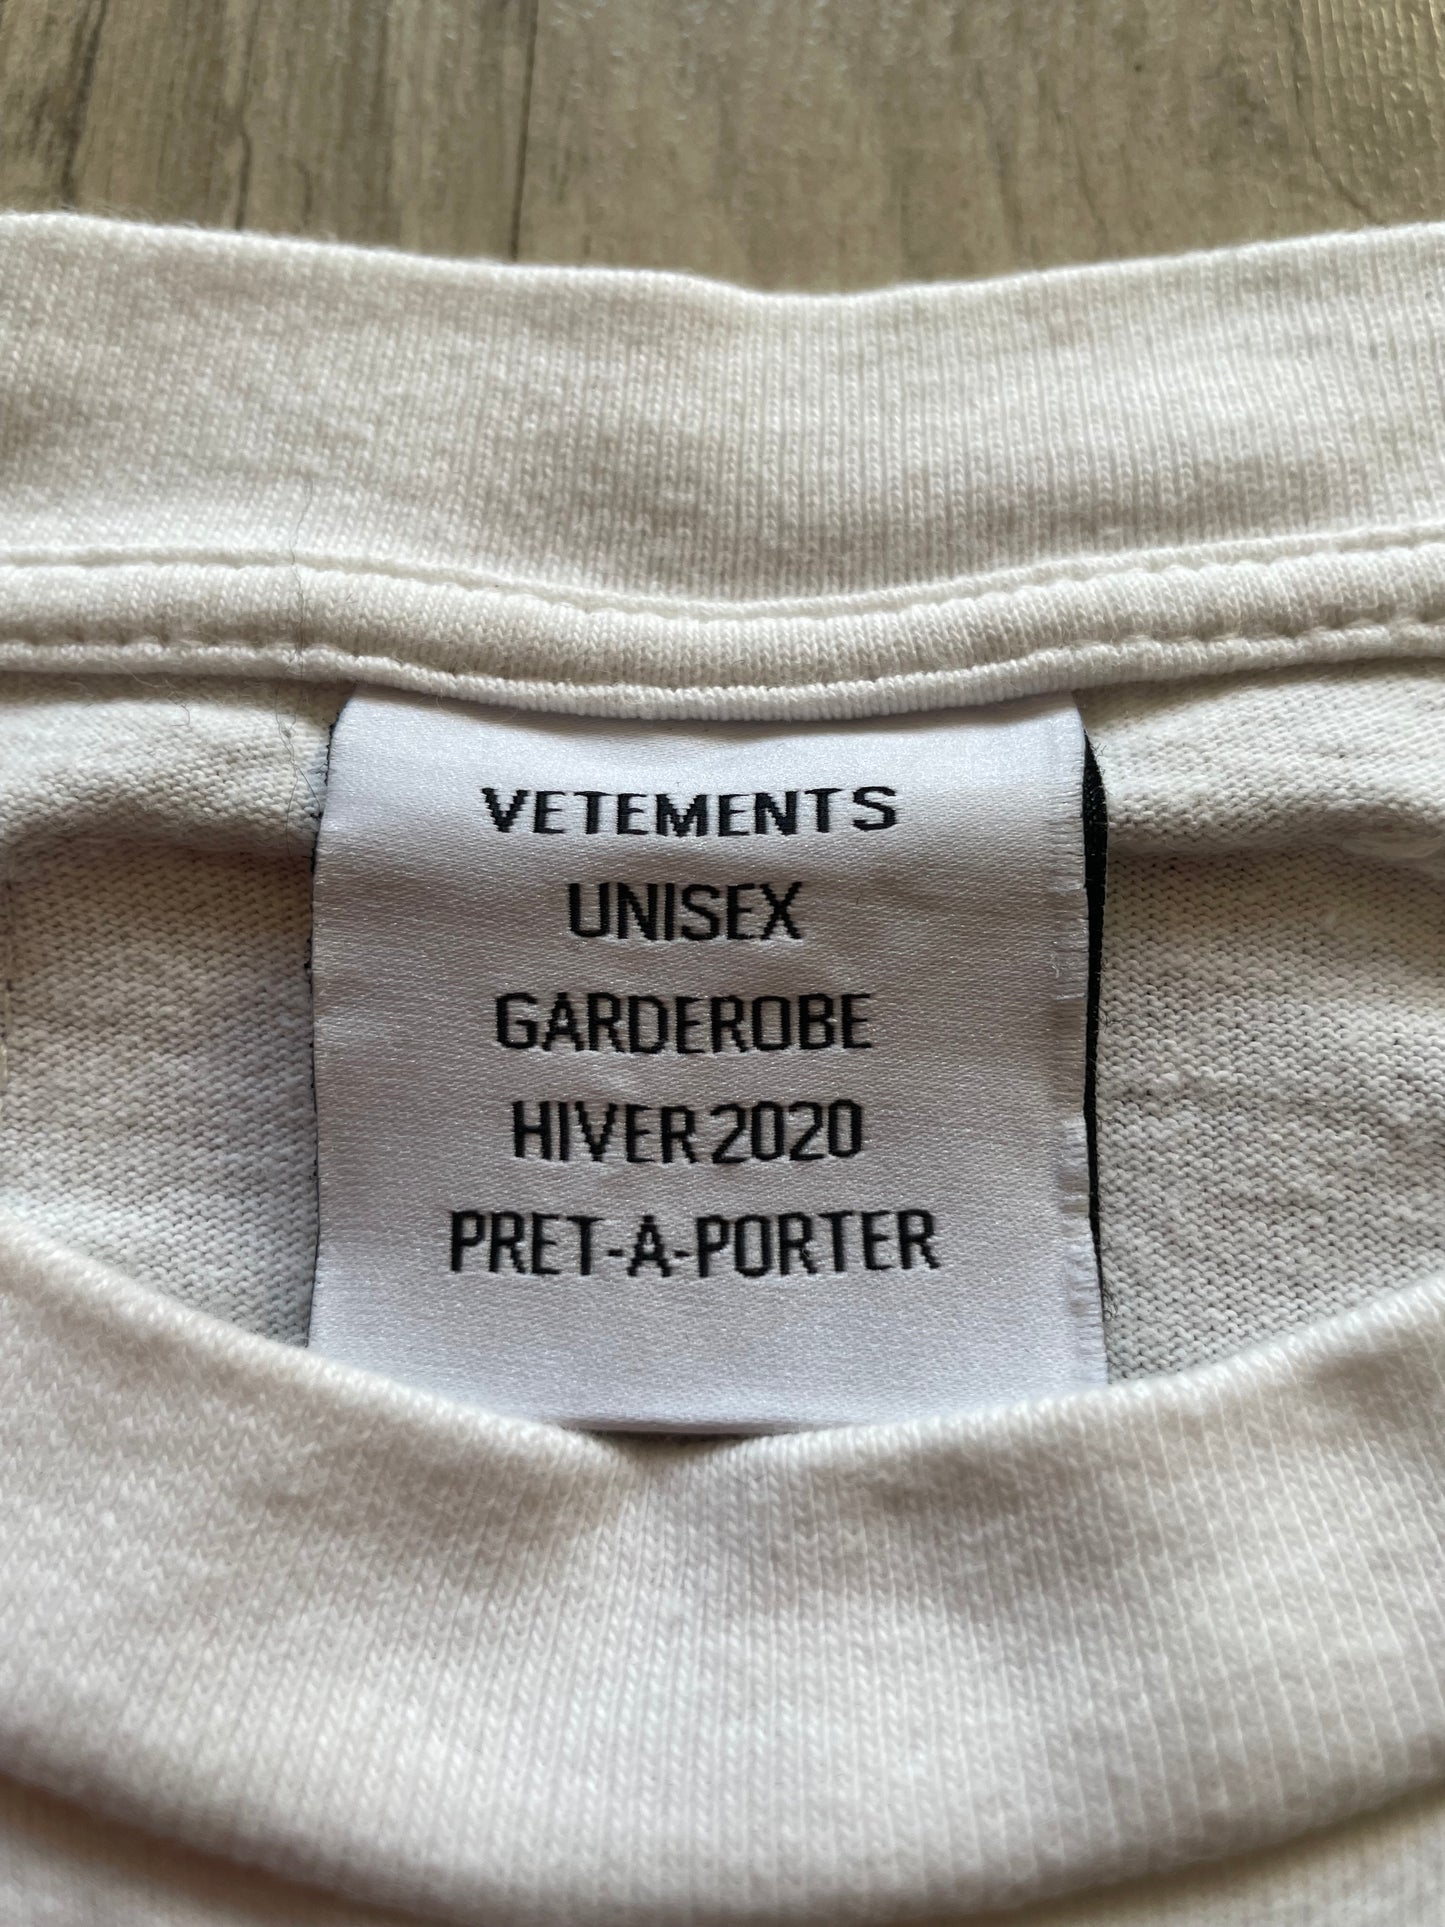 VETEMENTS
UNISEX
GARDEROBE
HIVER 2020
PRET-A-PORTER